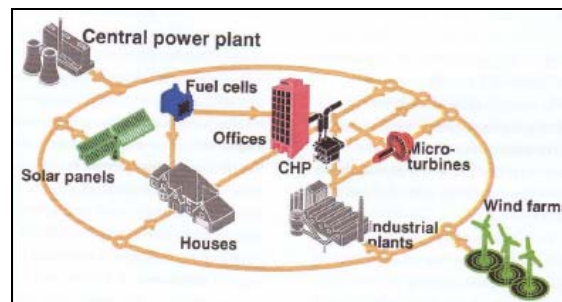 Central power plant
Fuel cells
Offices
CHP
Micro-
turbines
Solar panels
Houses
Industrial
plants
Wind farm